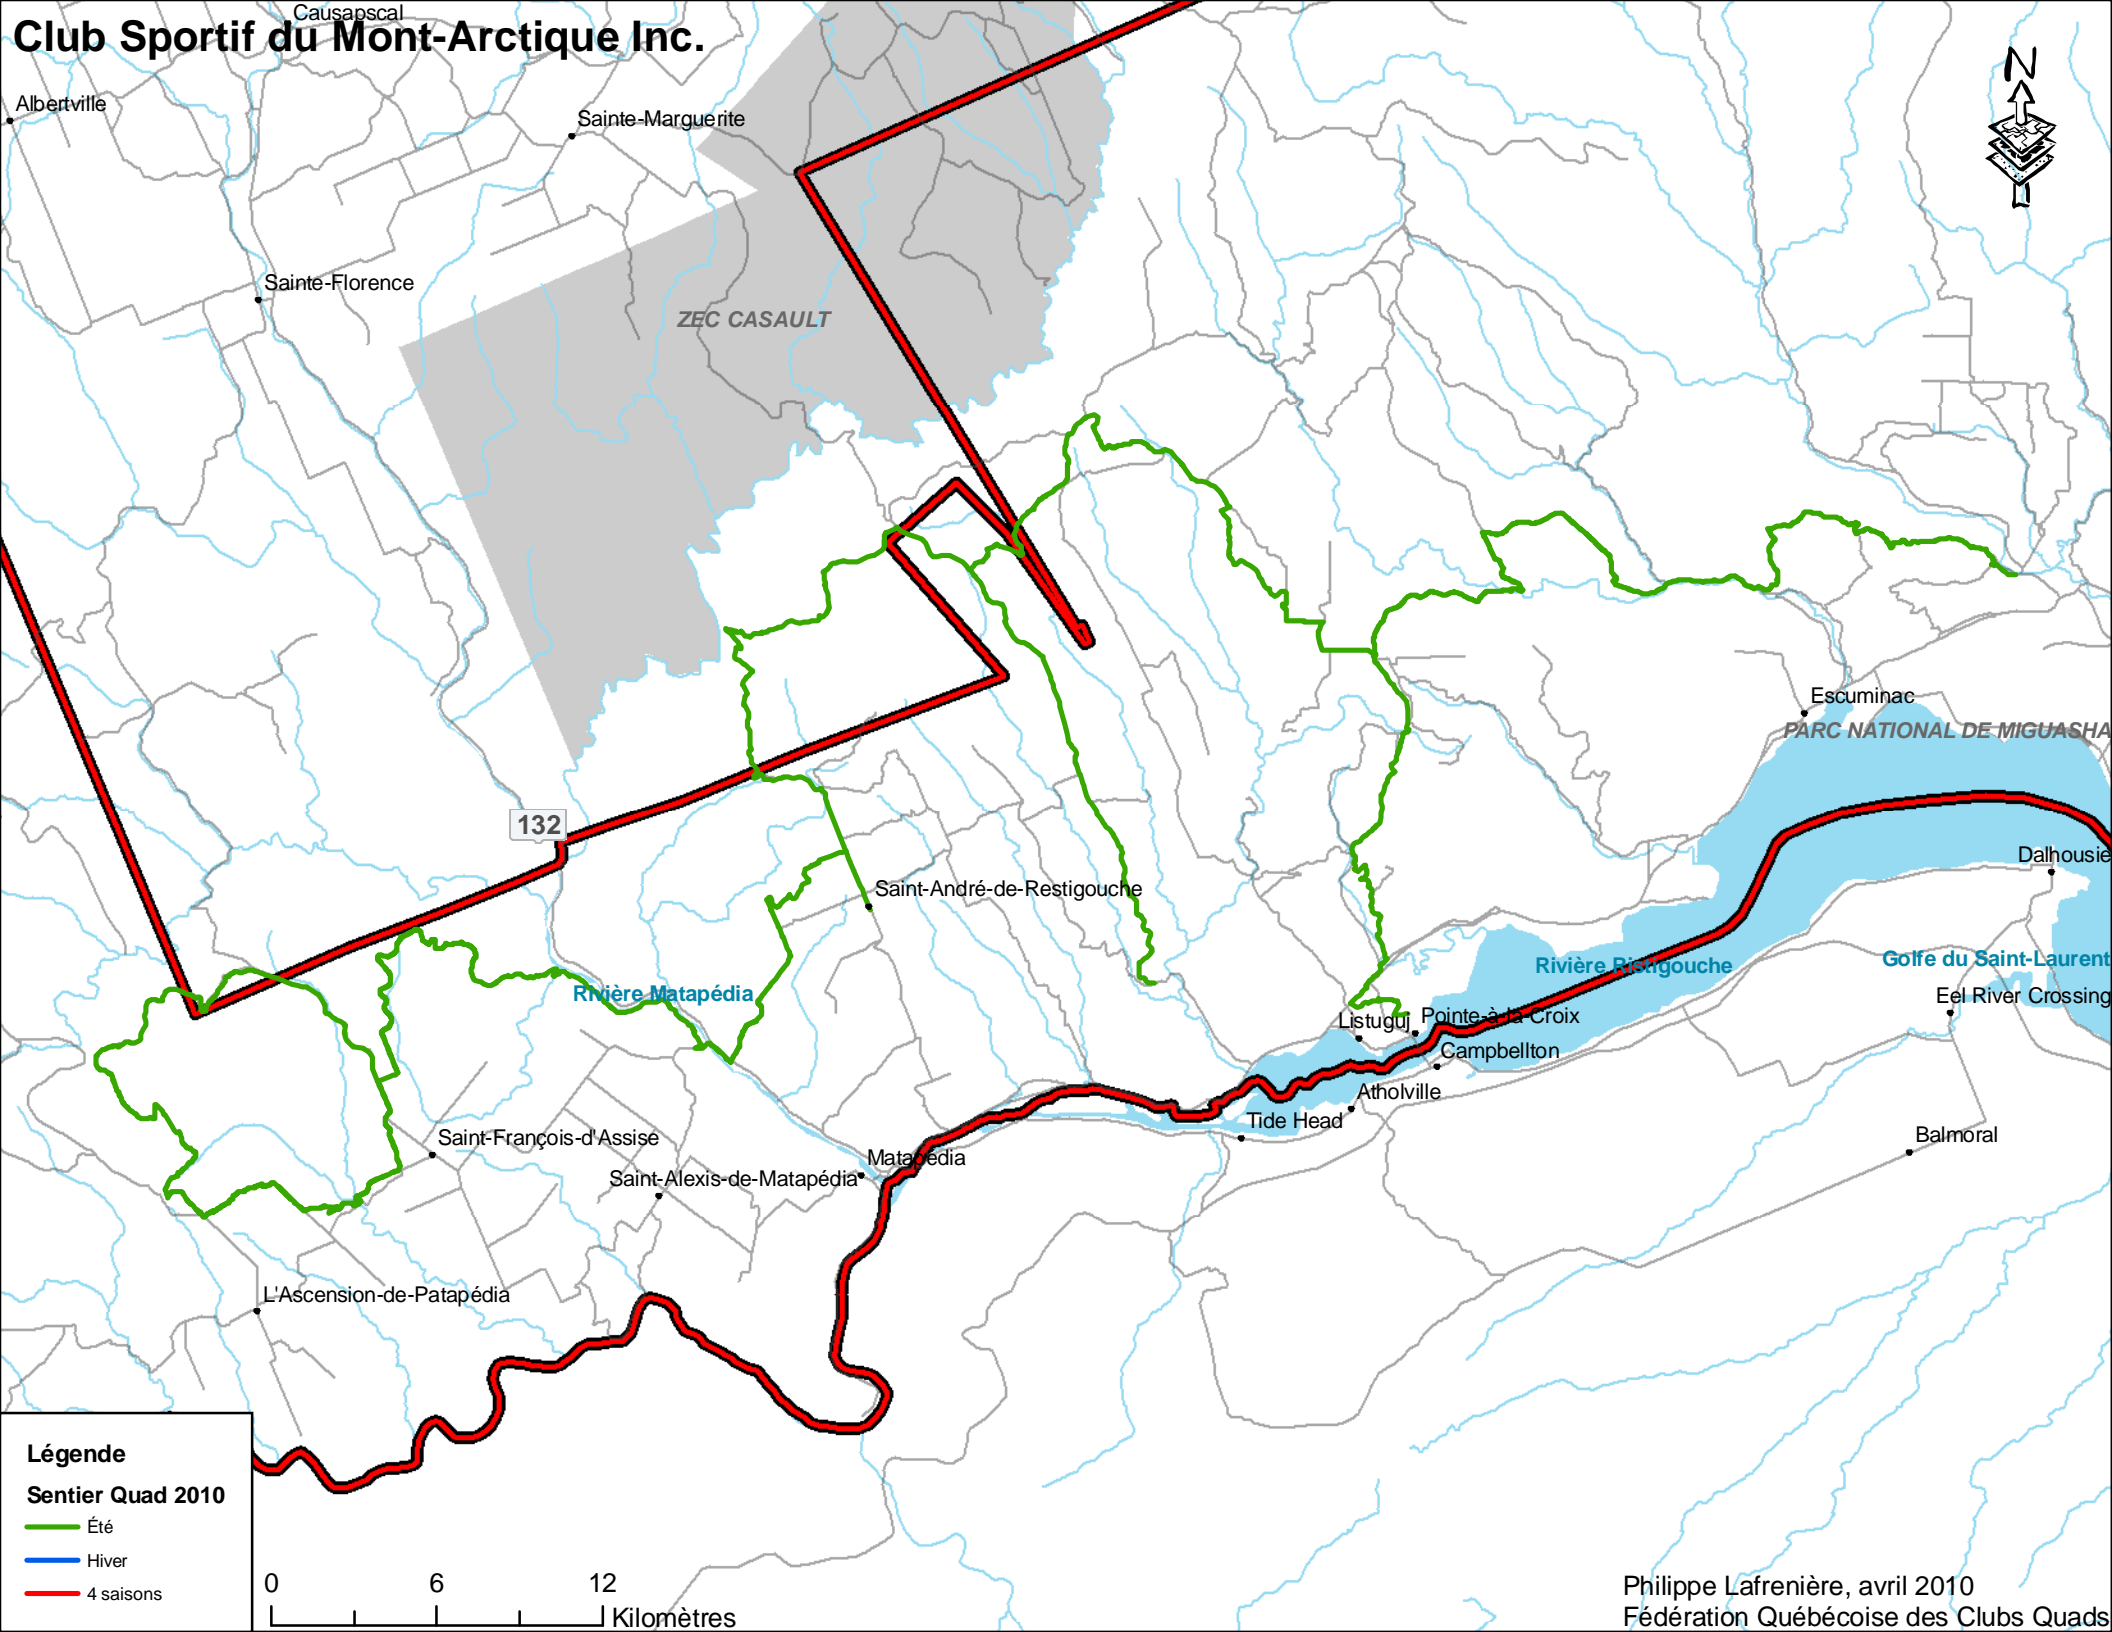 Causapscal
Club Sportif du Mont-Arctique Inc.
N
Albertville
Sainte-Marguerite
Sainte-Florence
ZEC CASAULT
Escuminac
PARC NATIONAL DE MIGUASHA
132
Dalhousie
Saint-André-de-Restigouche
Golfe du Saint-Laurent
Rivière Ristigouche
Rivière Matapédia
Eel River Crossing
Listuguj
Pointe-à-la-Croix
Campbellton
Atholville
Tide Head
Balmoral
Saint-François-d'Assise
Matapédia
Saint-Alexis-de-Matapédia
L'Ascension-de-Patapédia
Légende
Sentier Quad 2010
Été
Hiver
4 saisons
0 6 12
Kilomètres
Philippe Lafrenière, avril 2010
Fédération Québécoise des Clubs Quads